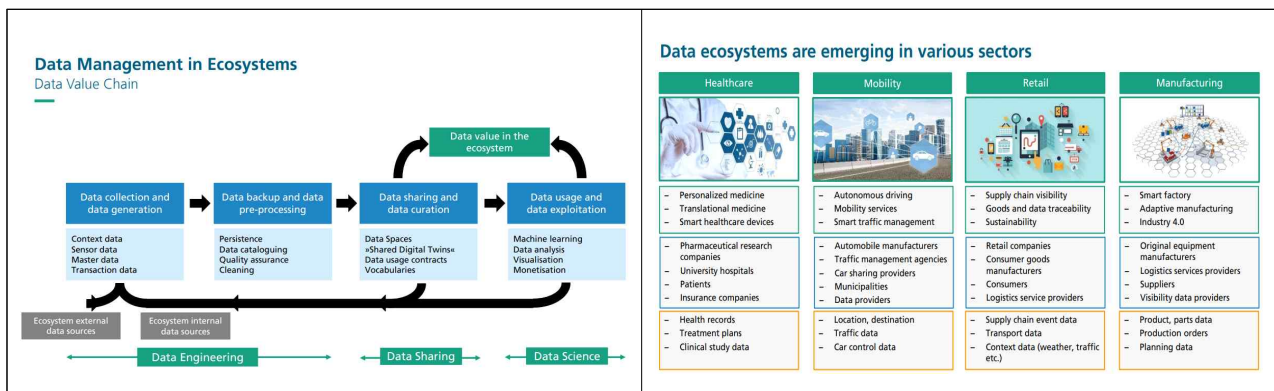 Data Management in Ecosystems
Data Value Chain
Data value in the
ecosystem
Data collection and
data generation
Data backup and data
pre-processing
Data sharing and
data curation
Data usage and
data exploitation
Context data
Sensor data
Master data
Transaction data
Persistence
Data cataloguing
Quality assurance
Cleaning
Data Spaces
»Shared Digital Twins«
Data usage contracts
Vocabularies
Machine learning
Data analysis
Visualisation
Monetisation
Ecosystem external
data sources
Ecosystem internal
data sources
Data Engineering
Data Sharing
Data Science
Data ecosystems are emerging in various sectors
Healthcare
Mobility
Retail
Manufacturing
– Personalized medicine
– Translational medicine
– Smart healthcare devices
– Autonomous driving
– Mobility services
– Smart traffic management
– Supply chain visibility
– Goods and data traceability
– Sustainability
– Smart factory
– Adaptive manufacturing
– Industry 4.0
– Pharmaceutical research
companies
– University hospitals
– Patients
– Insurance companies
– Automobile manufacturers
– Traffic management agencies
– Car sharing providers
– Municipalities
– Data providers
– Retail companies
– Consumer goods
manufacturers
– Consumers
– Logistics service providers
– Original equipment
manufacturers
– Logistics services providers
– Suppliers
– Visibility data providers
– Health records
– Treatment plans
– Clinical study data
– Location, destination
– Traffic data
– Car control data
– Supply chain event data
– Transport data
– Context data (weather, traffic
etc.)
– Product, parts data
– Production orders
– Planning data